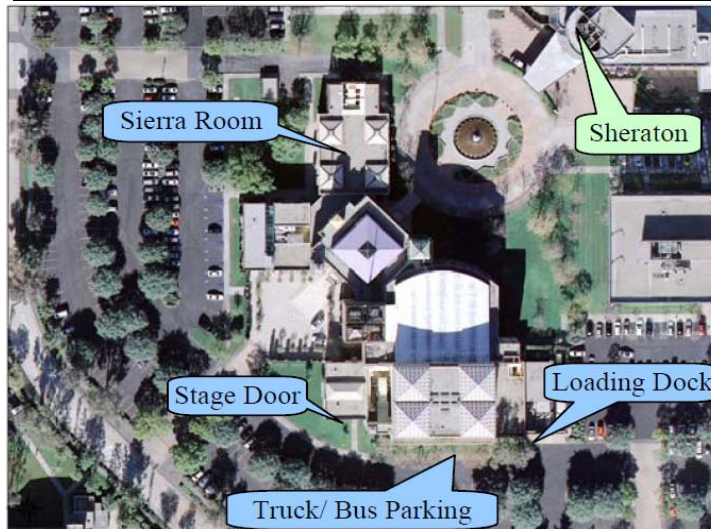 Sierra Room
Sheraton
Stage Door
Loading Dock
Truck/ Bus Parking